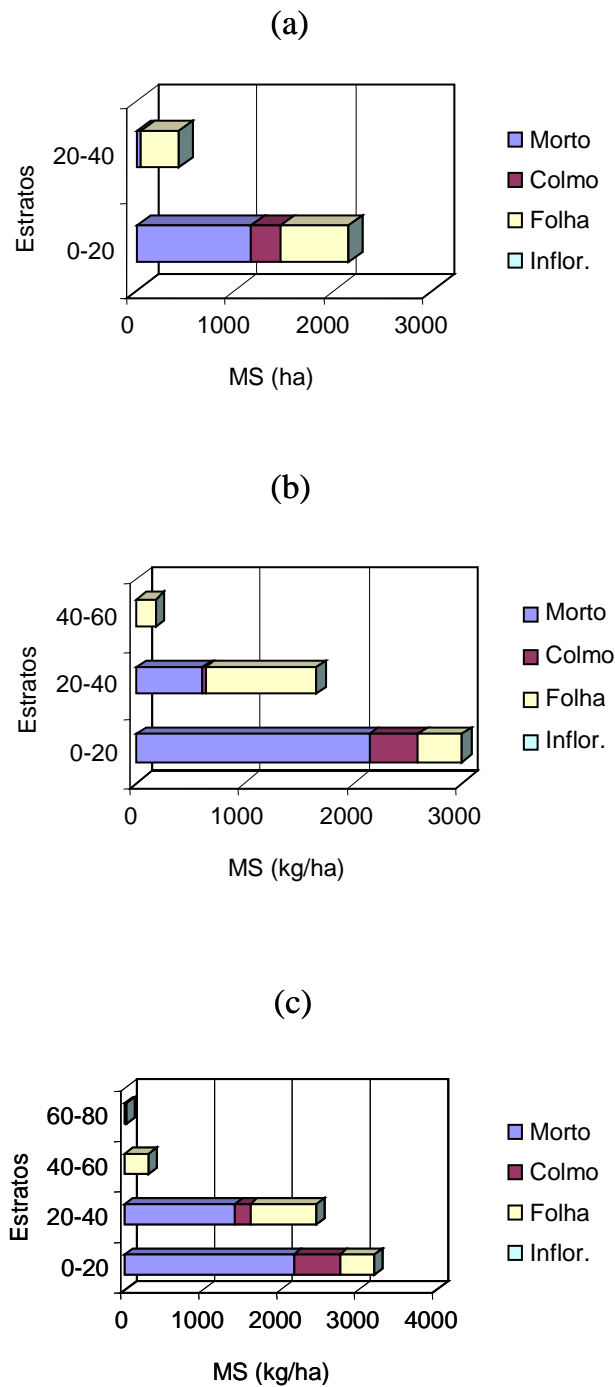 (a)
Estratos
20-40
0-20
0
1000
2000
3000
MS (ha)
Morto
Colmo
Folha
Inflor.
(b)
Estratos
40-60
20-40
0-20
0
1000
2000
3000
MS (kg/ha)
Morto
Colmo
Folha
Inflor.
(c)
Estratos
60-80
40-60
20-40
0-20
0
1000
2000
3000
4000
MS (kg/ha)
Morto
Colmo
Folha
Inflor.